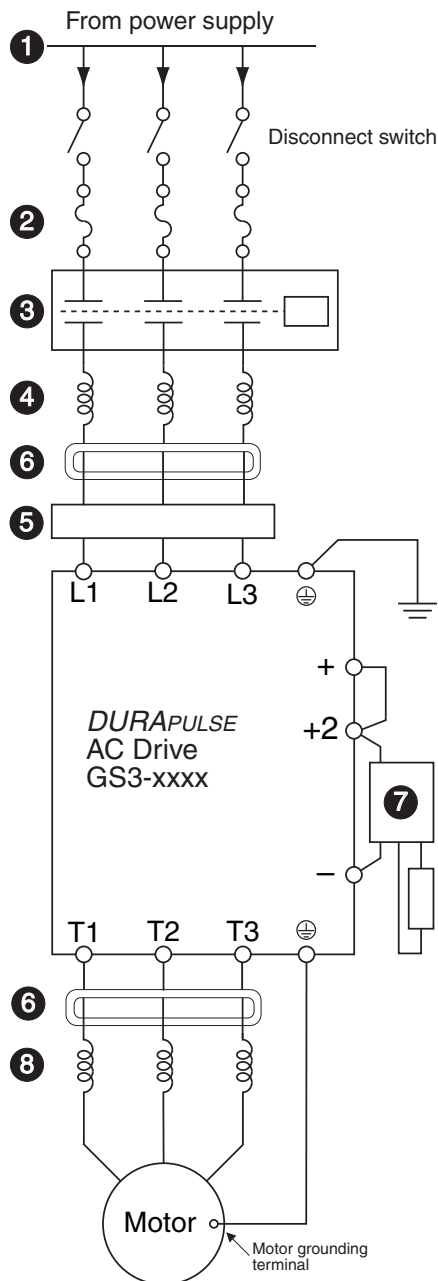 From power supply
1
Disconnect switch
2
3
4
6
5
L1 L2 L3
+
DURAPULSE
AC Drive
GS3-xxxx
+2
7
–
T1 T2 T3
6
8
Motor
Motor grounding
terminal